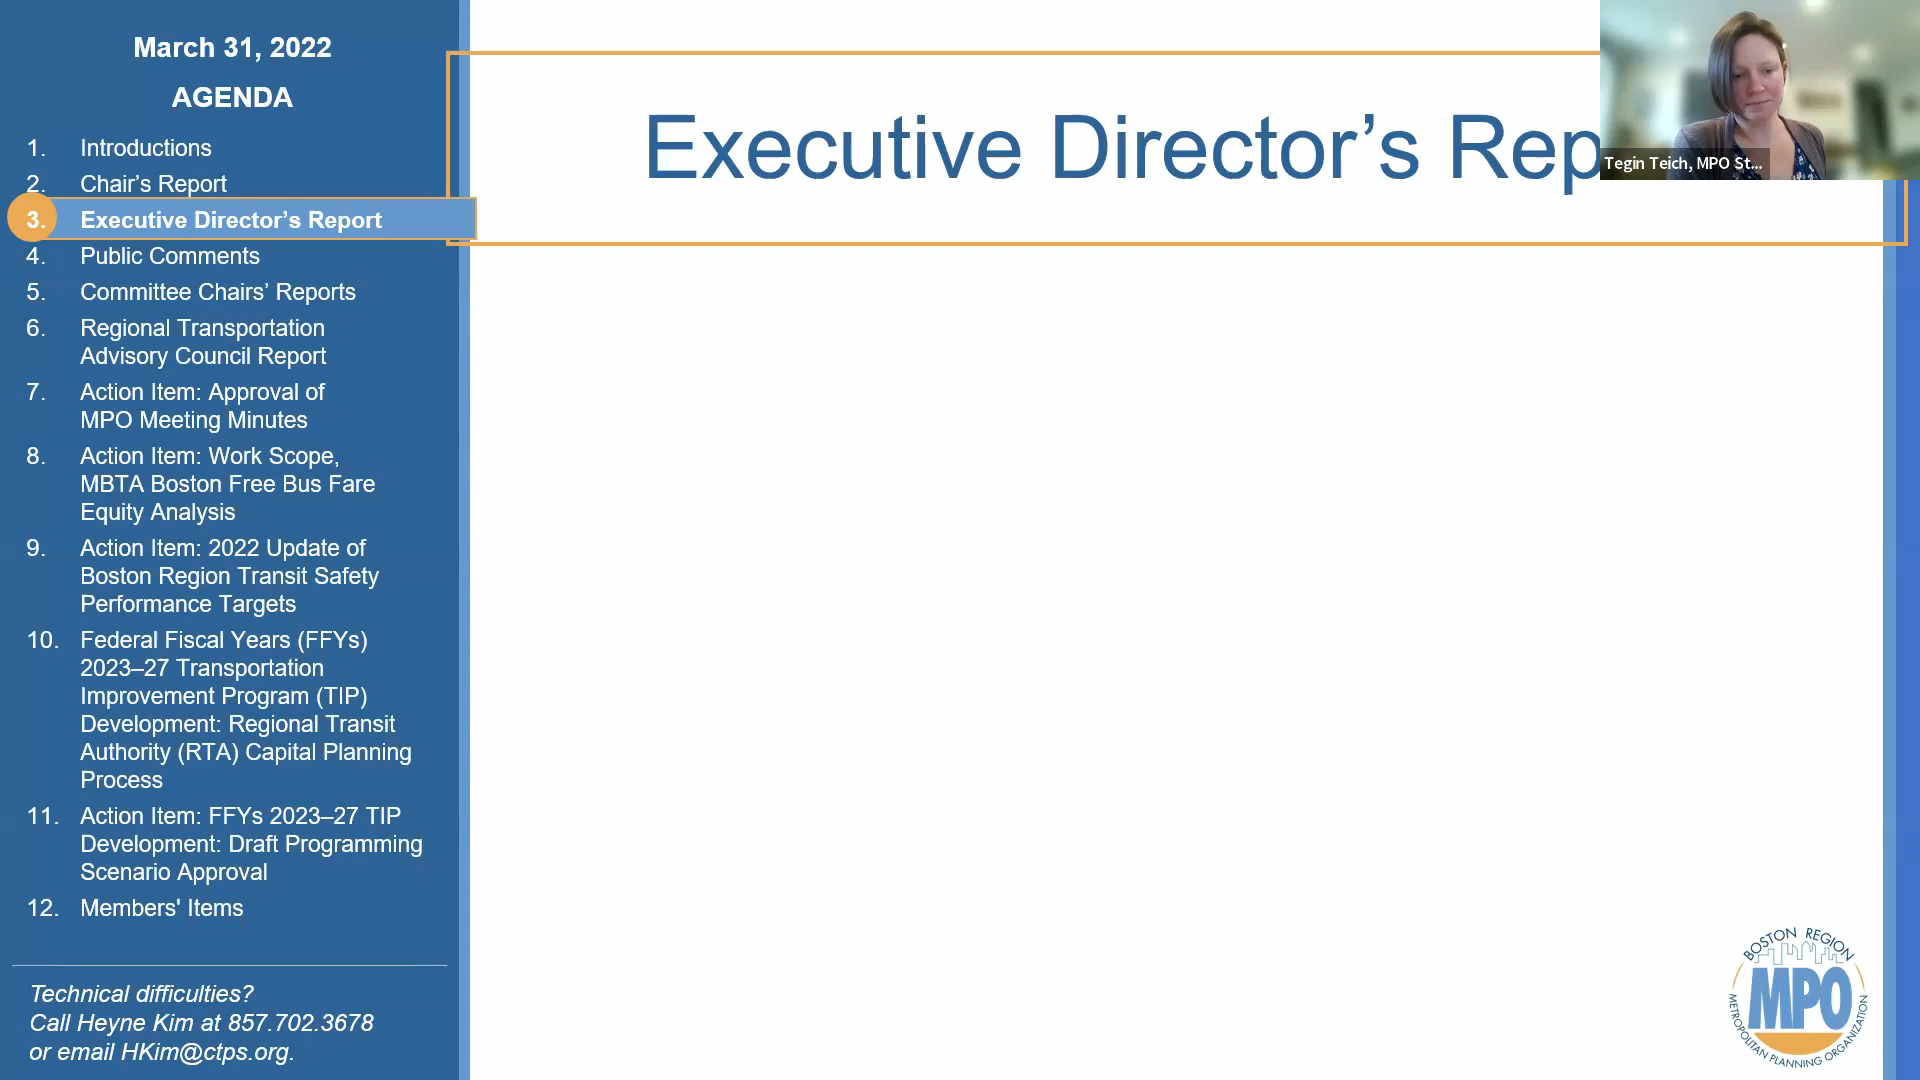 March 31, 2022
AGENDA
1. Introductions
2. Chair’s Report
3. Executive Director’s Report
4. Public Comments
5. Committee Chairs’ Reports
6. Regional Transportation
Advisory Council Report
7. Action Item: Approval of
MPO Meeting Minutes
8. Action Item: Work Scope,
MBTA Boston Free Bus Fare
Equity Analysis
9. Action Item: 2022 Update of
Boston Region Transit Safety
Performance Targets
10. Federal Fiscal Years (FFYs)
2023–27 Transportation
Improvement Program (TIP)
Development: Regional Transit
Authority (RTA) Capital Planning
Process
11. Action Item: FFYs 2023–27 TIP
Development: Draft Programming
Scenario Approval
12. Members' Items
Technical difficulties?
Call Heyne Kim at 857.702.3678
or email HKim@ctps.org.
Executive Director’s Rep
Tegin Teich, MPO St...
BOSTON REGION
MPO
METROPOLITAN PLANNING ORGANIZATION